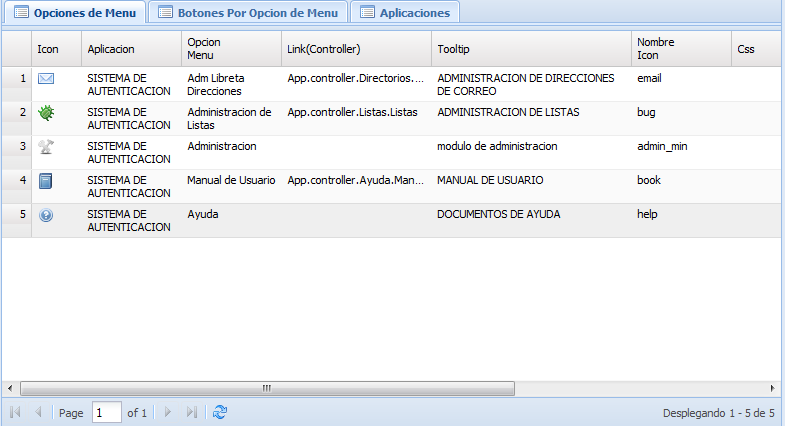 Opciones de Menu Botones Por Opcion de Menu Aplicaciones
Icon Aplicacion Opcion Menu Link(Controller) Tooltip Nombre Icon Css
1 SISTEMA DE AUTENTICACION Adm Libreta Direcciones App.controller.Directorios.... ADMINISTRACION DE DIRECCIONES DE CORREO email
2 SISTEMA DE AUTENTICACION Administracion de Listas App.controller.Listas.Listas ADMINISTRACION DE LISTAS bug
3 SISTEMA DE AUTENTICACION Administracion modulo de administracion admin_min
4 SISTEMA DE AUTENTICACION Manual de Usuario App.controller.Ayuda.Man... MANUAL DE USUARIO book
5 SISTEMA DE AUTENTICACION Ayuda DOCUMENTOS DE AYUDA help
Page 1 of 1 Desplegando 1 - 5 de 5